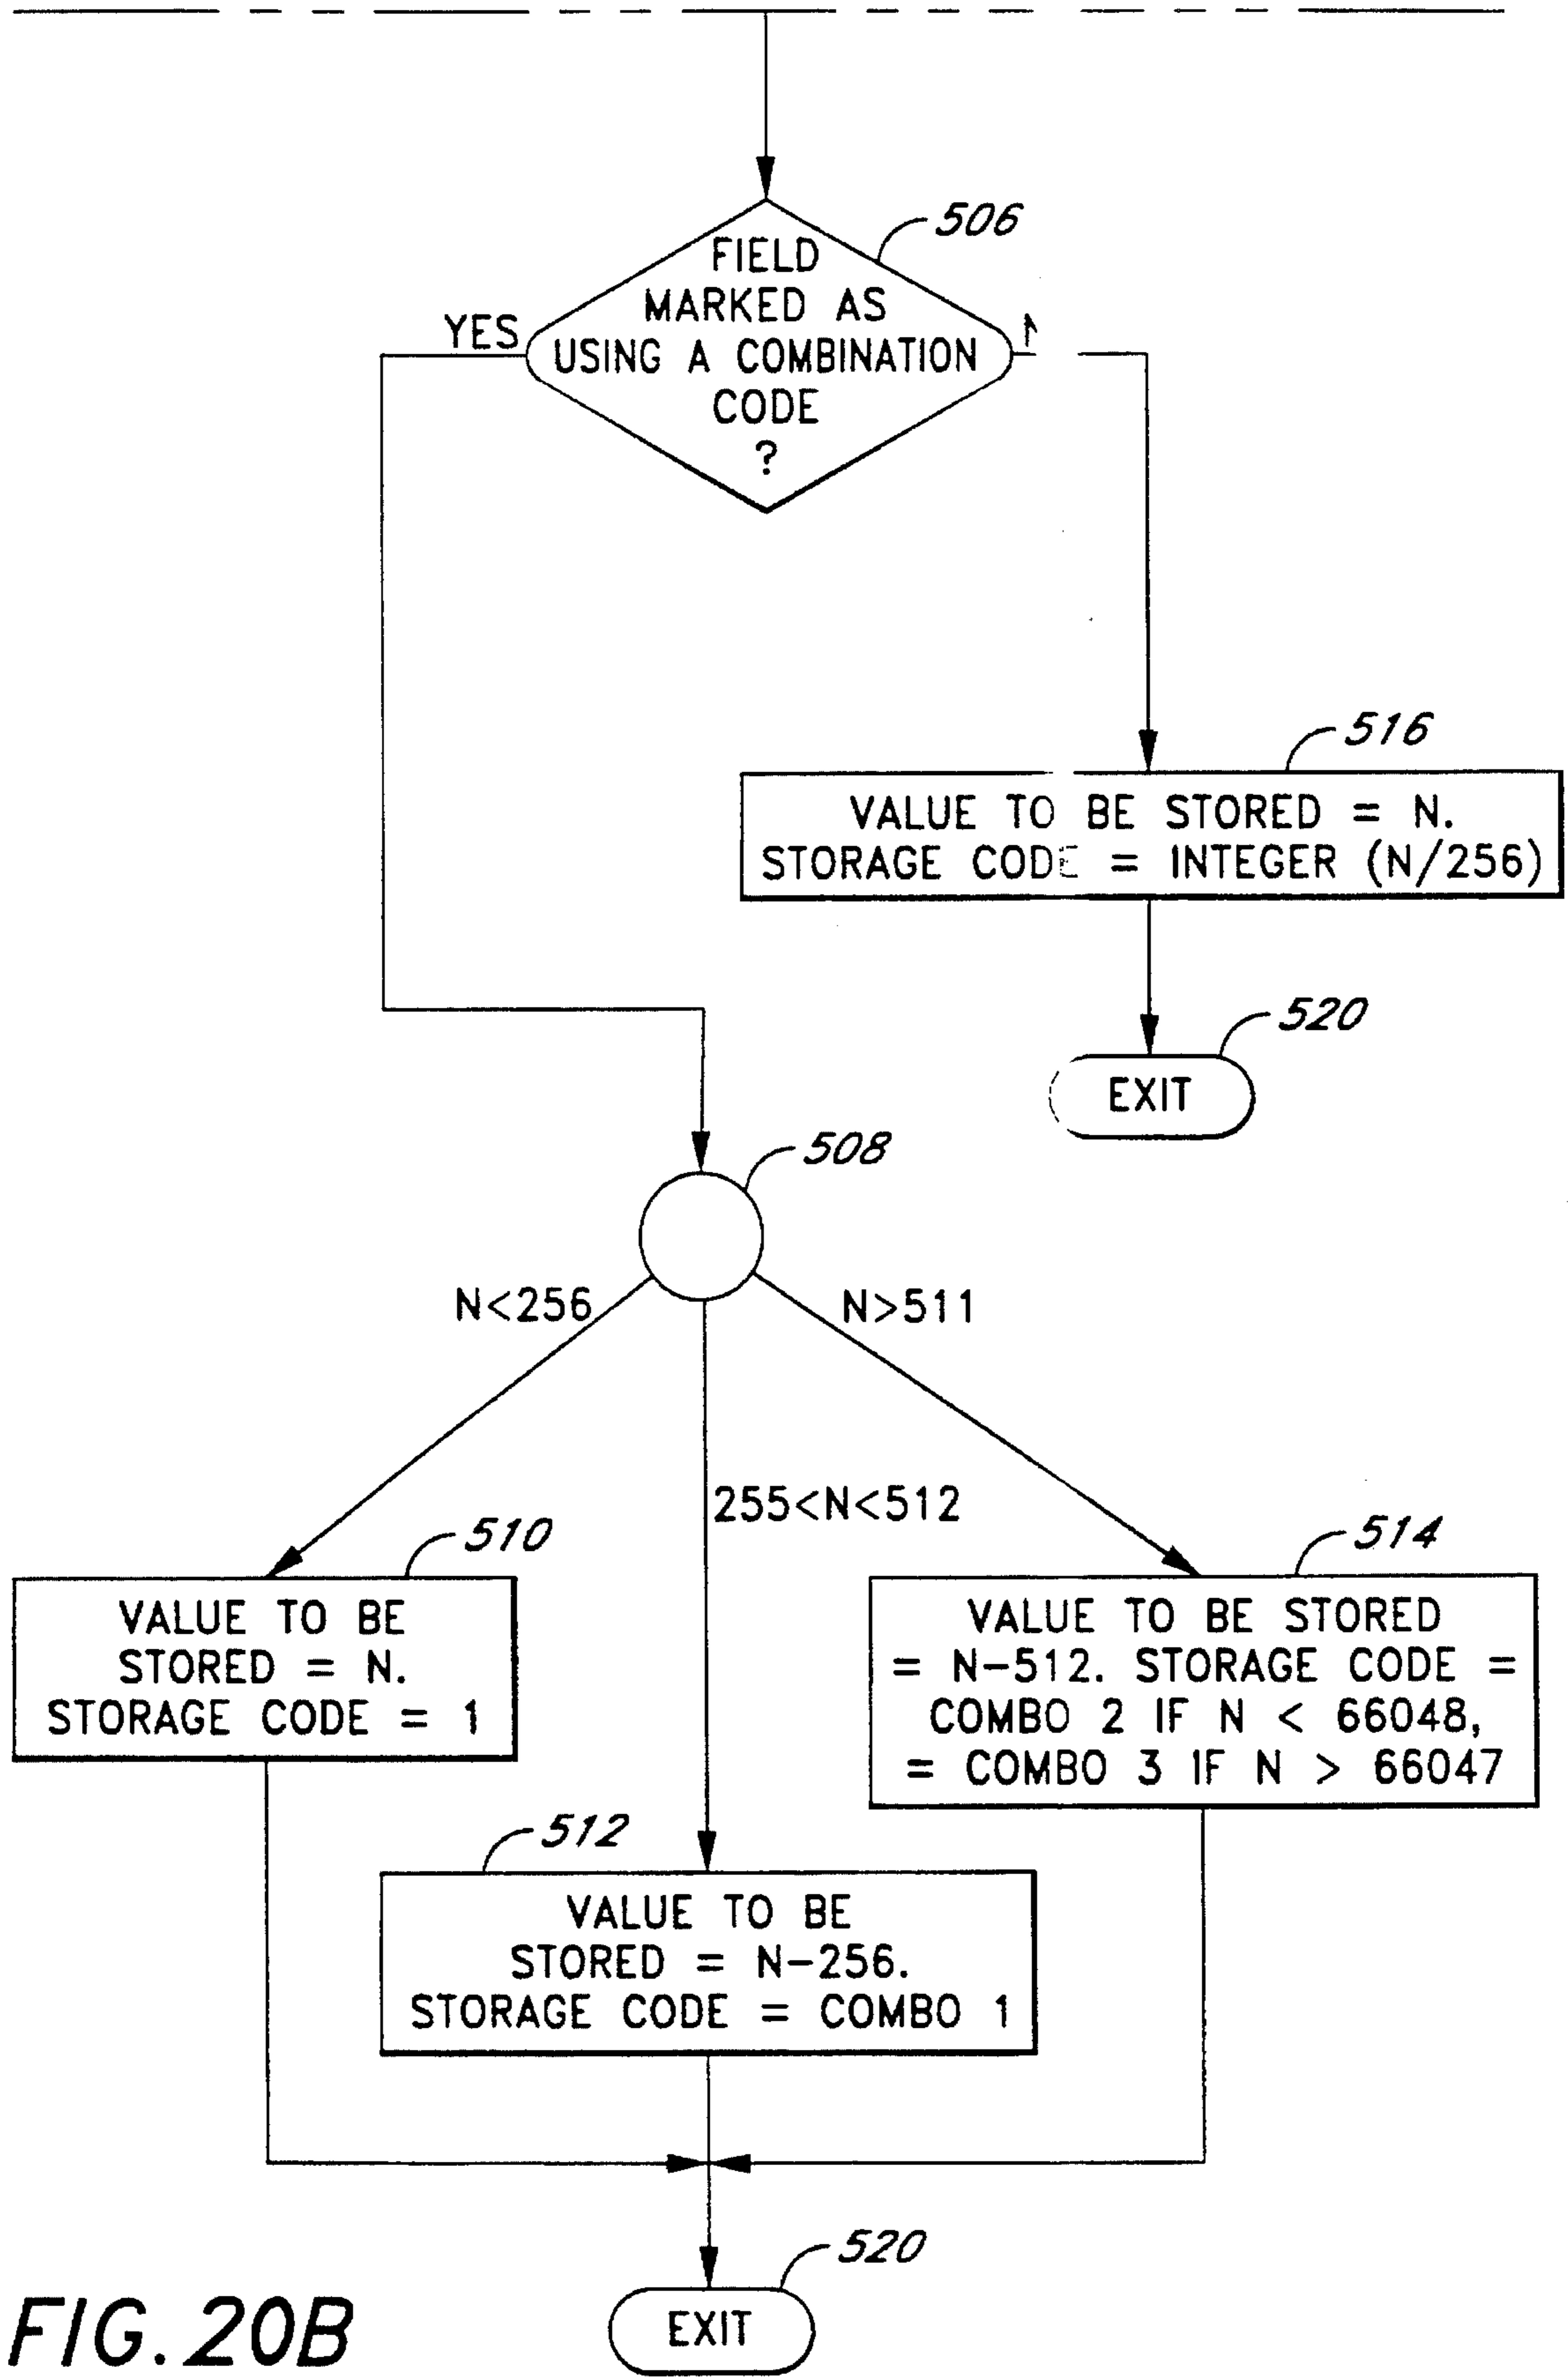 506
FIELD
MARKED AS
USING A COMBINATION
CODE
?
YES
516
VALUE TO BE STORED = N.
STORAGE CODE = INTEGER (N/256)
520
EXIT
508
N<256
N>511
255<N<512
510
VALUE TO BE
STORED = N.
STORAGE CODE = 1
514
VALUE TO BE STORED
= N-512. STORAGE CODE =
COMBO 2 IF N < 66048,
= COMBO 3 IF N > 66047
512
VALUE TO BE
STORED = N-256.
STORAGE CODE = COMBO 1
520
EXIT
FIG. 20B